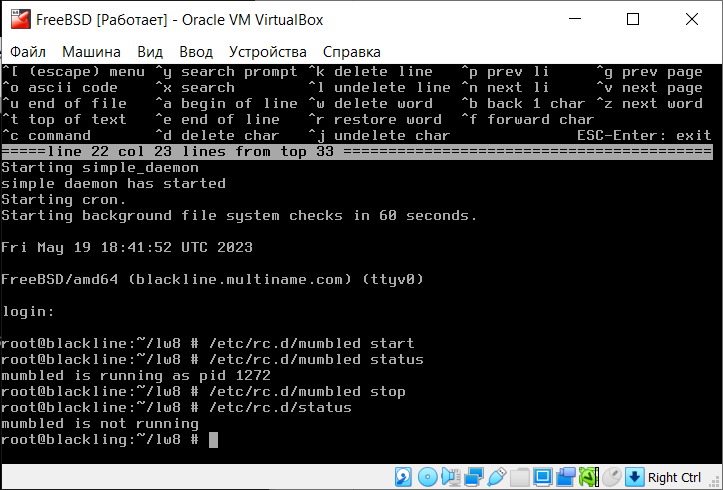 FreeBSD [Работает] - Oracle VM VirtualBox
Файл Машина Вид Ввод Устройства Справка
^[ (escape) menu ^y search prompt ^k delete line ^p prev li ^g prev page
^o ascii code ^x search ^l undelete line ^n next li ^v next page
^u end of file ^a begin of line ^w delete word ^b back 1 char ^z next word
^t top of text ^e end of line ^r restore word ^f forward char
^c command ^d delete char ^j undelete char ESC-Enter: exit
=====line 22 col 23 lines from top 33 =========================================
Starting simple_daemon
simple daemon has started
Starting cron.
Starting background file system checks in 60 seconds.
Fri May 19 18:41:52 UTC 2023
FreeBSD/amd64 (blackline.multiname.com) (ttyv0)
login:
root@blackline:~/lw8 # /etc/rc.d/mumbled start
root@blackline:~/lw8 # /etc/rc.d/mumbled status
mumbled is running as pid 1272
root@blackline:~/lw8 # /etc/rc.d/mumbled stop
root@blackline:~/lw8 # /etc/rc.d/status
mumbled is not running
root@blackling:~/lw8 #
Right Ctrl